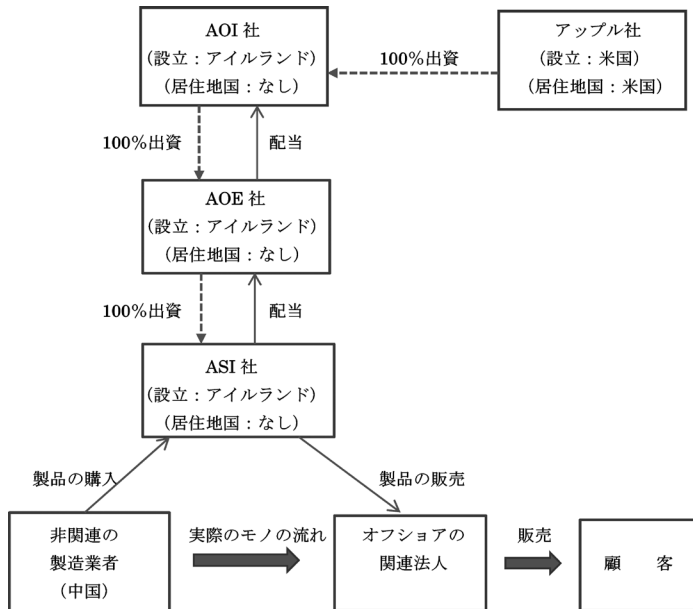 AOI 社
（設立：アイルランド）
（居住地国：なし）
アップル社
（設立：米国）
（居住地国：米国）
100%出資
100%出資
配当
AOE 社
（設立：アイルランド）
（居住地国：なし）
100%出資
配当
ASI 社
（設立：アイルランド）
（居住地国：なし）
製品の購入
製品の販売
非関連の
製造業者
（中国）
実際のモノの流れ
オフショアの
関連法人
販売
顧　客